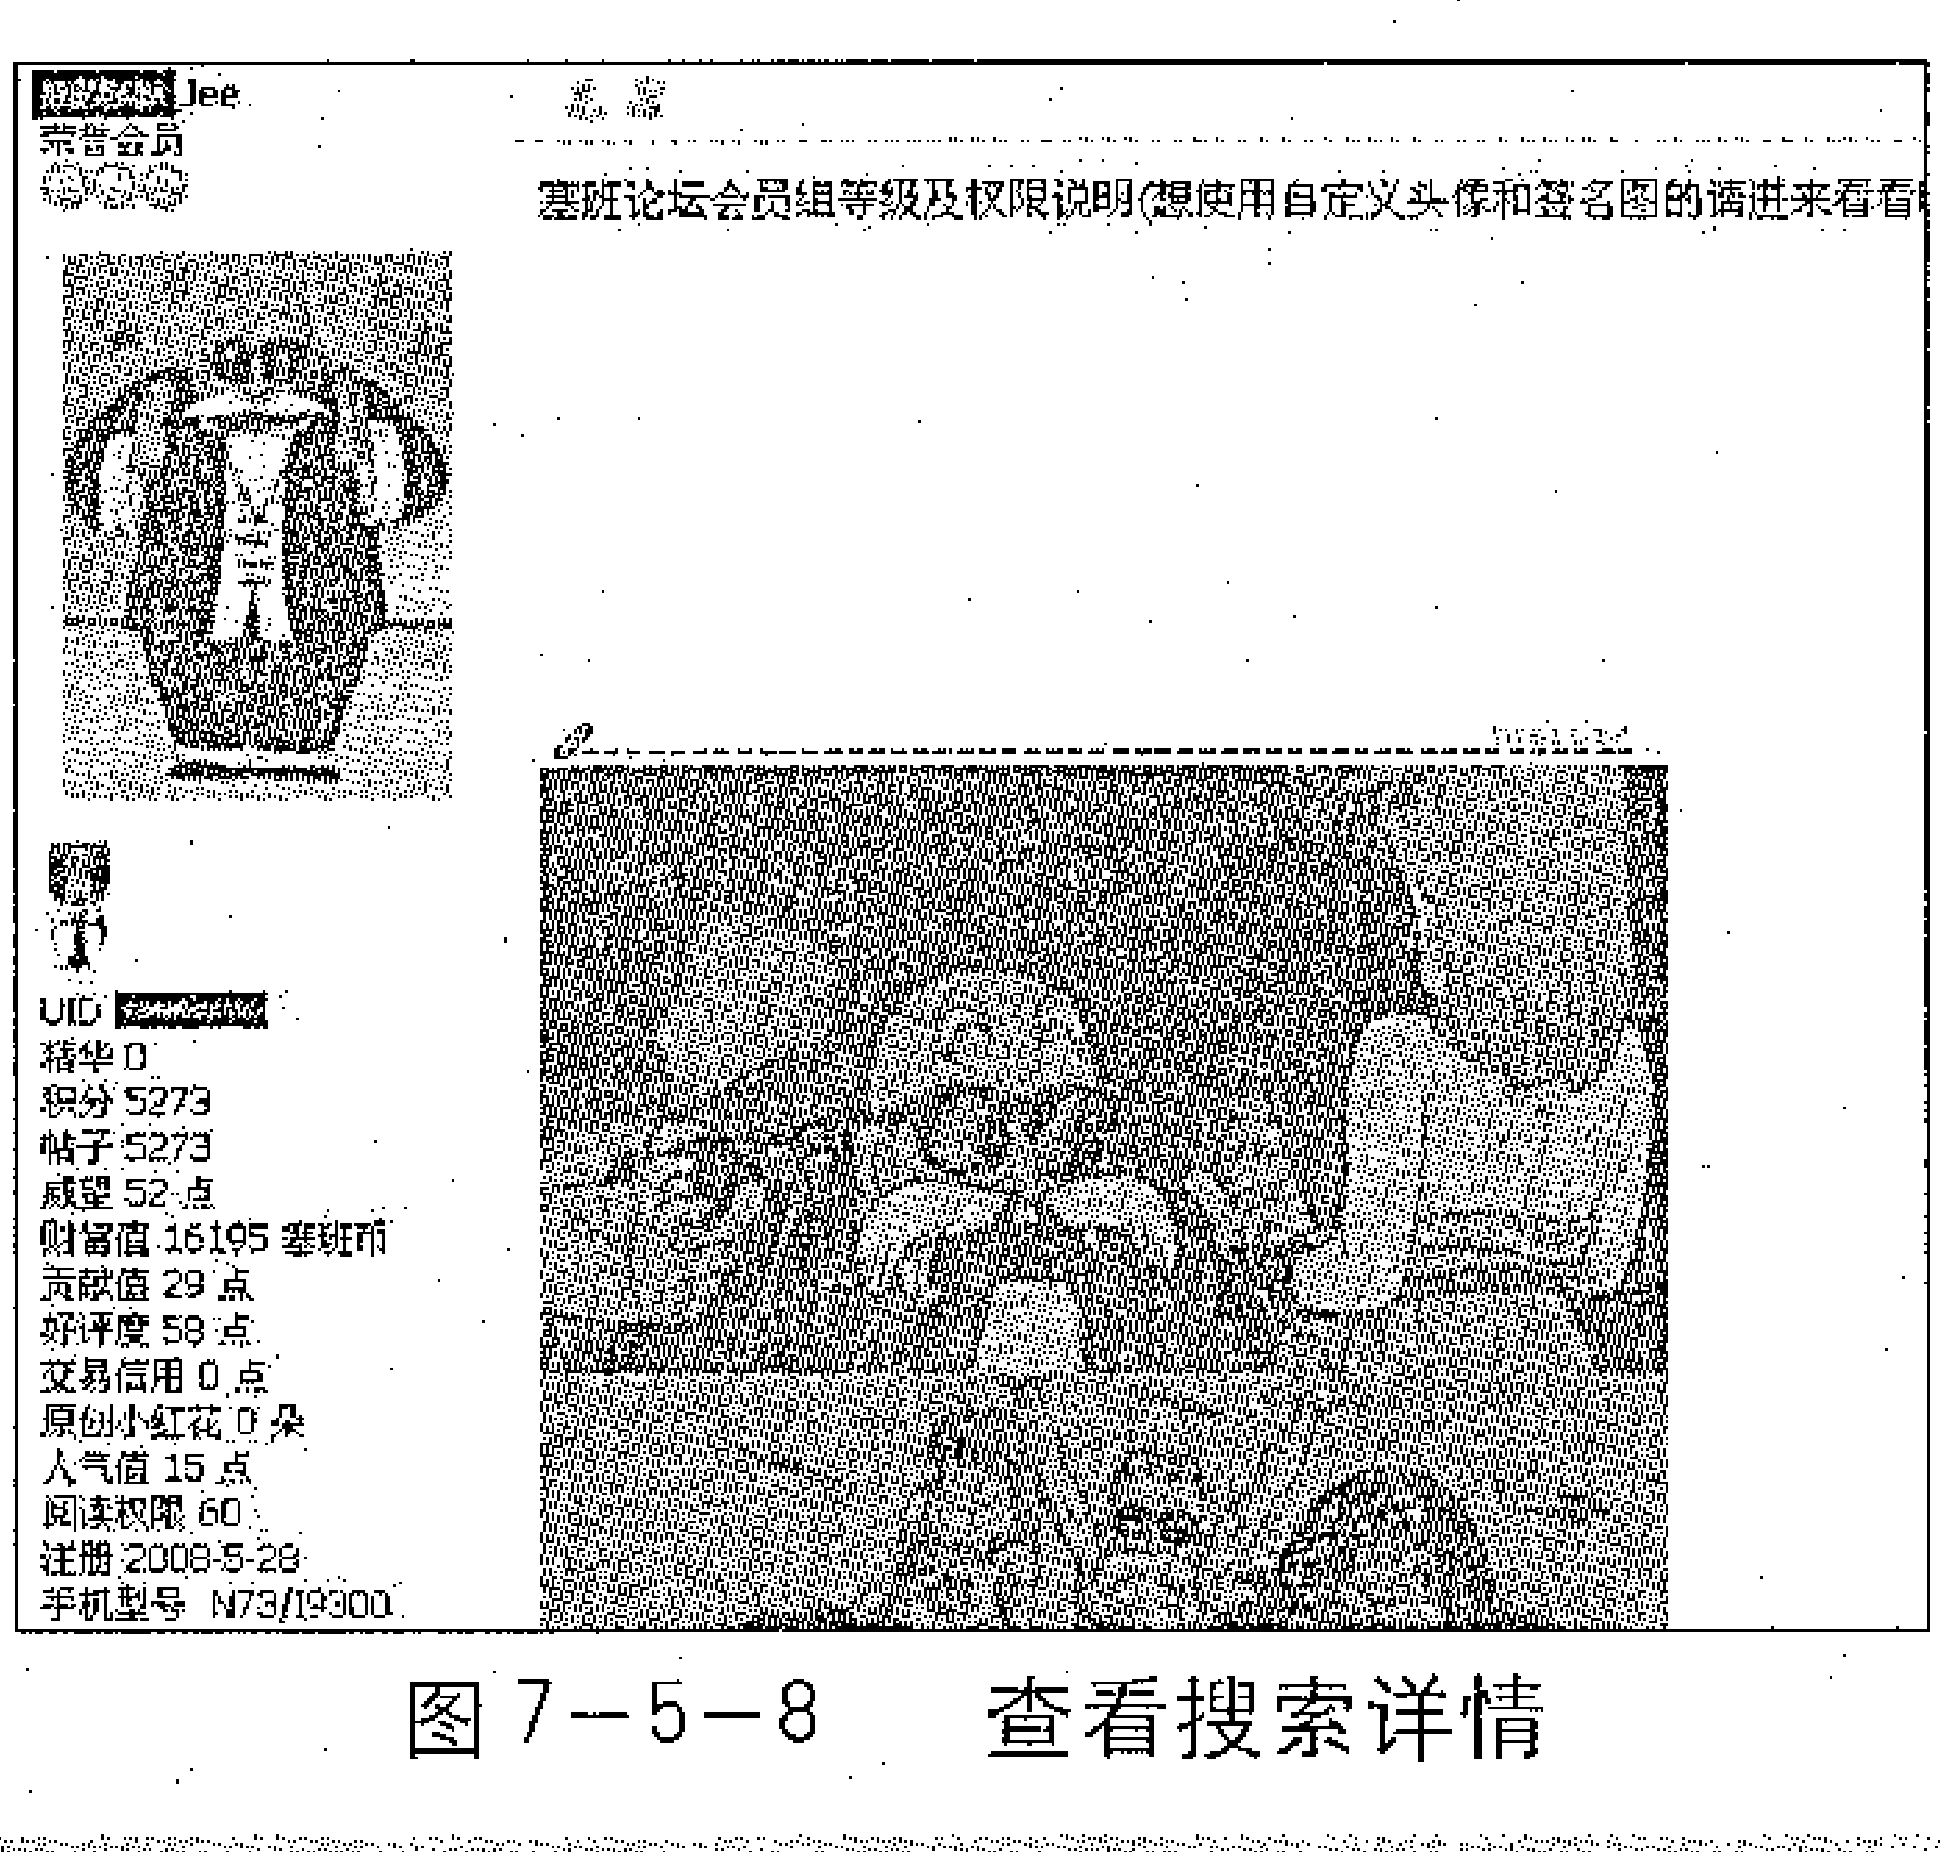 Jee
荣誉会员
塞班论坛会员组等级及权限说明(想使用自定义头像和签名图的请进来看看
UID
精华 0
积分 5273
帖子 5273
威望 52 点
财富值 16195 塞班币
贡献值 29 点
好评度 58 点
交易信用 0 点
原创小红花 0 朵
人气值 15 点
阅读权限 60
注册 2008-5-28
手机型号 N73/I9300
图 7-5-8 查看搜索详情